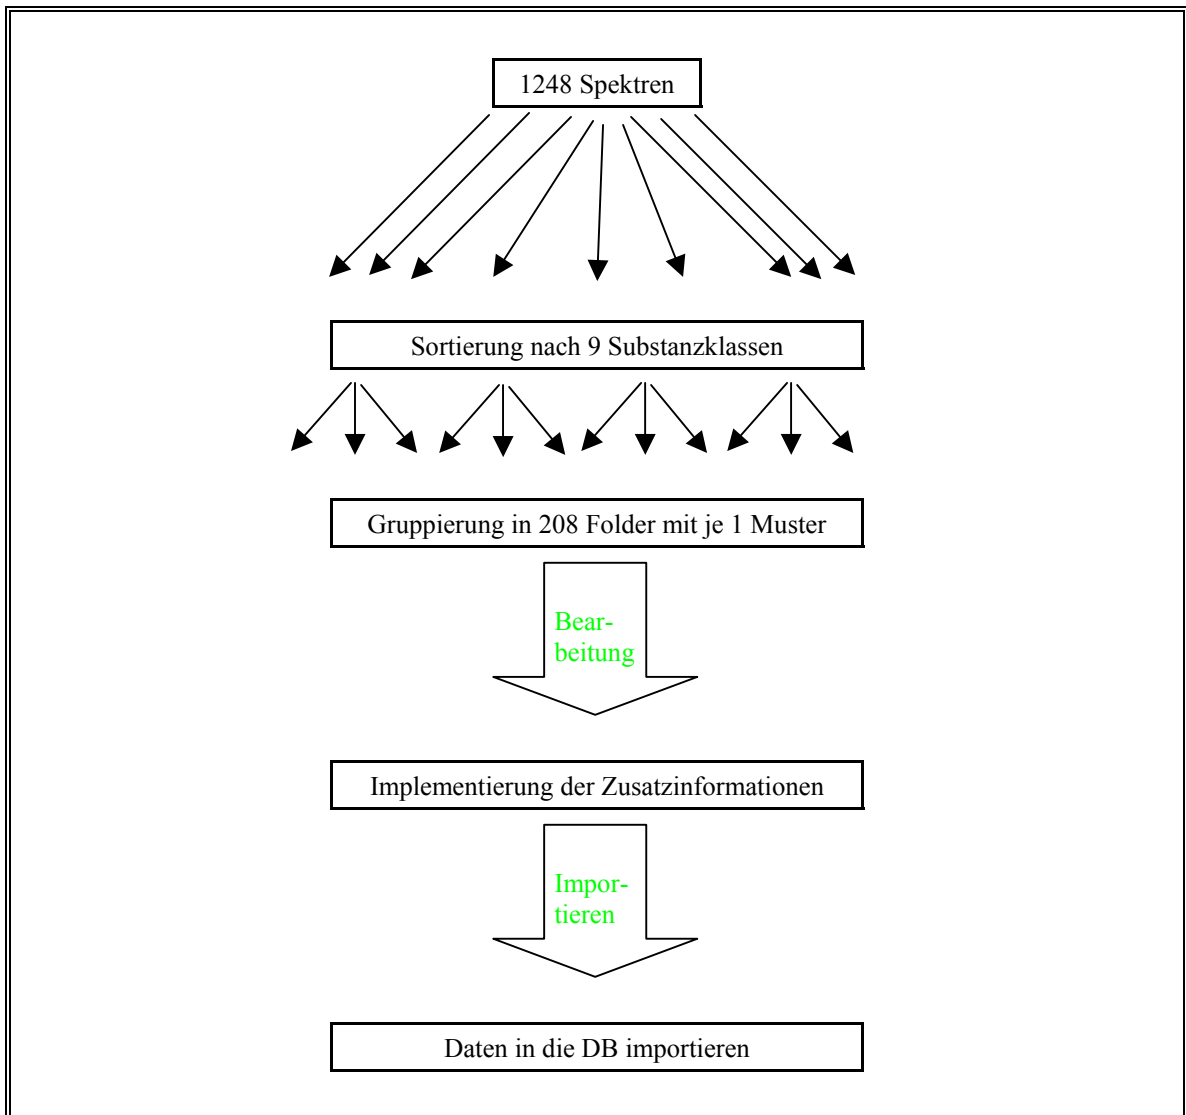 1248 Spektren
Sortierung nach 9 Substanzklassen
Gruppierung in 208 Folder mit je 1 Muster
Bear-
beitung
Implementierung der Zusatzinformationen
Impor-
tieren
Daten in die DB importieren